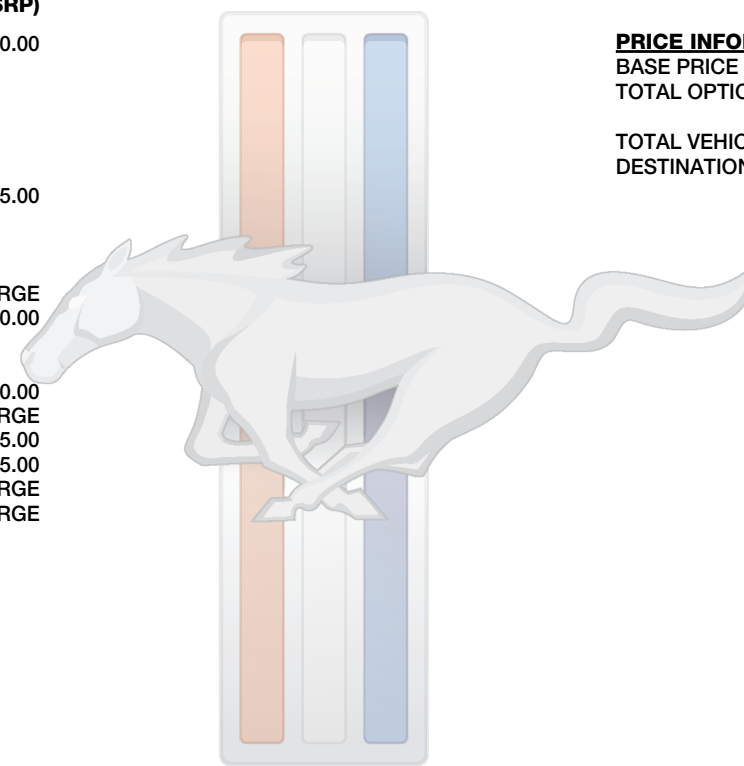 SRP)
0.00
5.00
RGE
0.00
0.00
RGE
5.00
5.00
RGE
RGE
PRICE INFO
BASE PRICE
TOTAL OPTIO
TOTAL VEHIC
DESTINATION